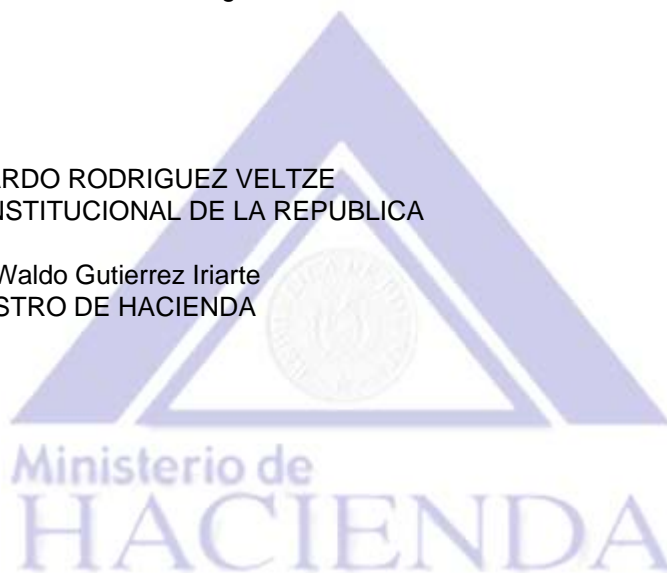 ARDO RODRIGUEZ VELTZE
NSTITUCIONAL DE LA REPUBLICA
Waldo Gutierrez Iriarte
STRO DE HACIENDA
Ministerio de
HACIENDA